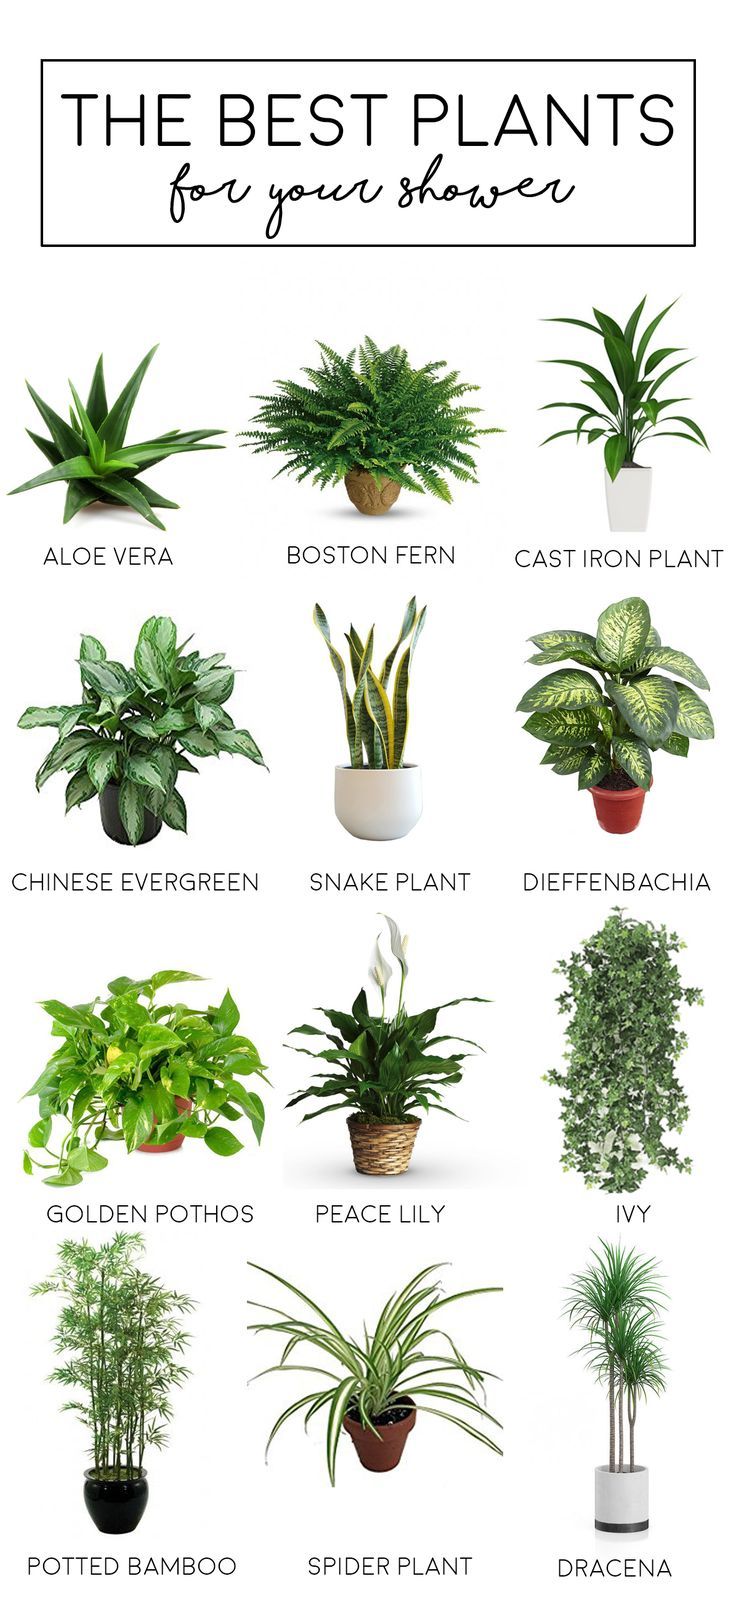 THE BEST PLANTS
for your shower
ALOE VERA
BOSTON FERN
CAST IRON PLANT
CHINESE EVERGREEN
SNAKE PLANT
DIEFFENBACHIA
GOLDEN POTHOS
PEACE LILY
IVY
POTTED BAMBOO
SPIDER PLANT
DRACENA